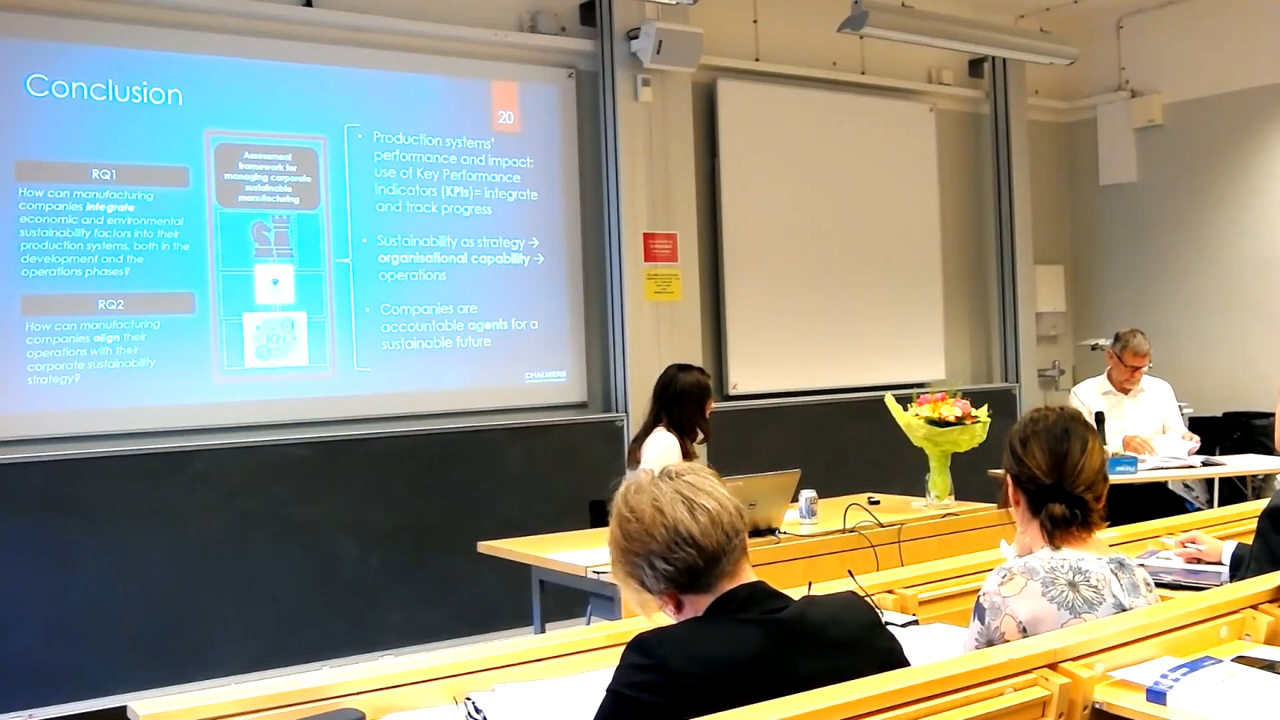 Conclusion
20
RQ1
How can manufacturing
companies integrate
economic and environmental
sustainability factors into their
production systems, both in the
development and the
operations phases?
RQ2
How can manufacturing
companies align their
operations with their
corporate sustainability
strategy?
Assessment
framework for
managing corporate
sustainable
manufacturing
KPI
• Production systems'
performance and impact:
use of Key Performance
Indicators (KPIs)= integrate
and track progress
• Sustainability as strategy →
organisational capability →
operations
• Companies are
accountable agents for a
sustainable future
CHALMERS